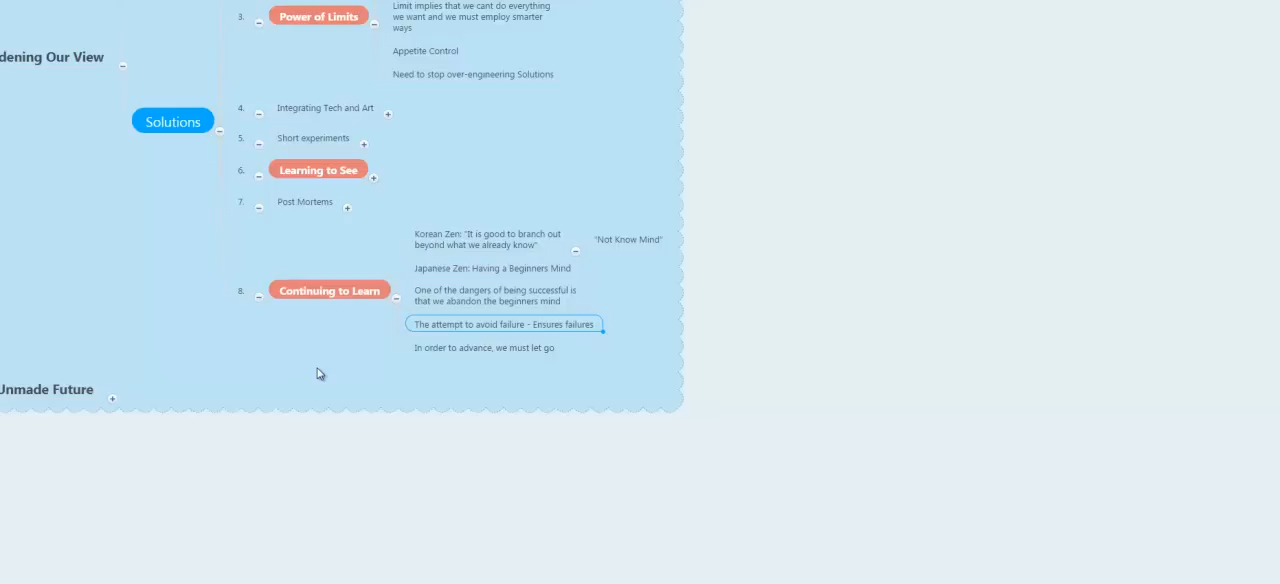 3.
Power of Limits
Limit implies that we cant do everything
we want and we must employ smarter
ways
Appetite Control
Need to stop over-engineering Solutions
dening Our View
Solutions
4.
Integrating Tech and Art
5.
Short experiments
6.
Learning to See
7.
Post Mortems
8.
Continuing to Learn
Korean Zen: "It is good to branch out
beyond what we already know"
"Not Know Mind"
Japanese Zen: Having a Beginners Mind
One of the dangers of being successful is
that we abandon the beginners mind
The attempt to avoid failure - Ensures failures
In order to advance, we must let go
Unmade Future